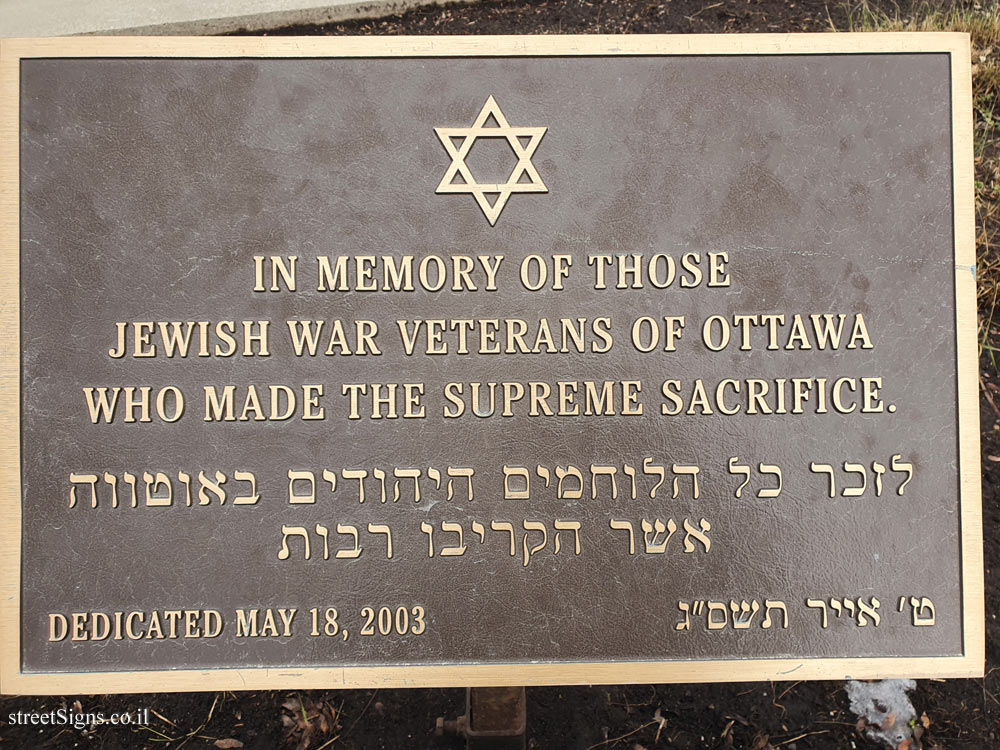 IN MEMORY OF THOSE
JEWISH WAR VETERANS OF OTTAWA
WHO MADE THE SUPREME SACRIFICE.
לזכר כל הלוחמים היהודים באוטווה
אשר הקריבו רבות
DEDICATED MAY 18, 2003
ט׳ אייר תשס״ג
streetSigns.co.il